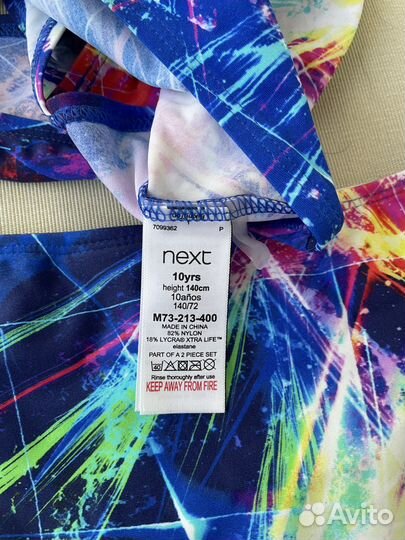 7099362 P
next
10yrs
height 140cm
10años
140/72
M73-213-400
MADE IN CHINA
82% NYLON
18% LYCRA® XTRA LIFE™
elastane
PART OF A 2 PIECE SET
Rinse thoroughly after use
KEEP AWAY FROM FIRE
Avito